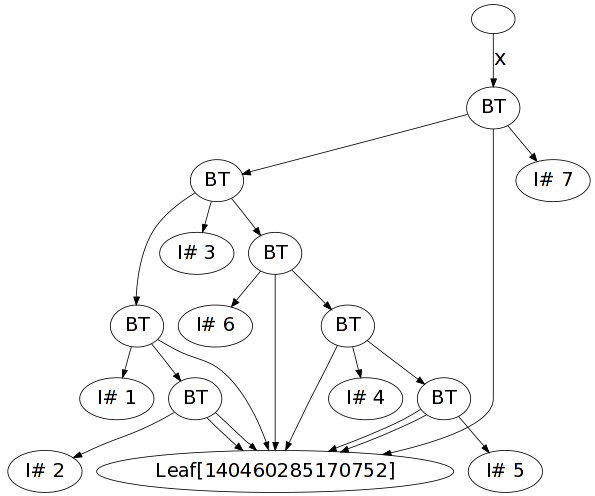 x
BT
I# 7
BT
I# 3
BT
I# 6
BT
BT
I# 1
BT
I# 4
BT
I# 2
Leaf[140460285170752]
I# 5